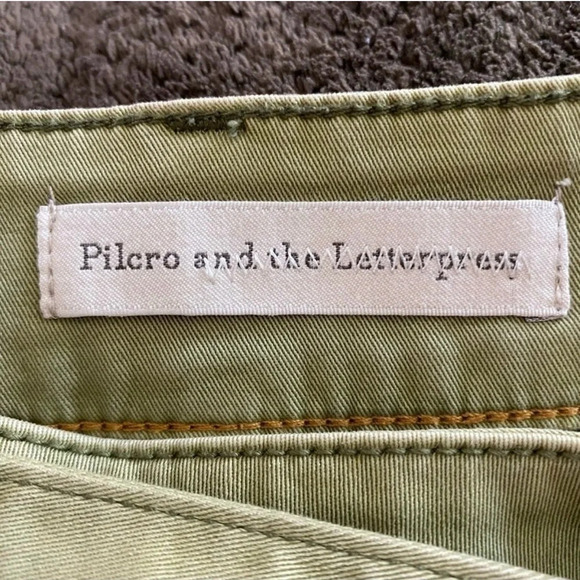 Pilcro and the Letterpress